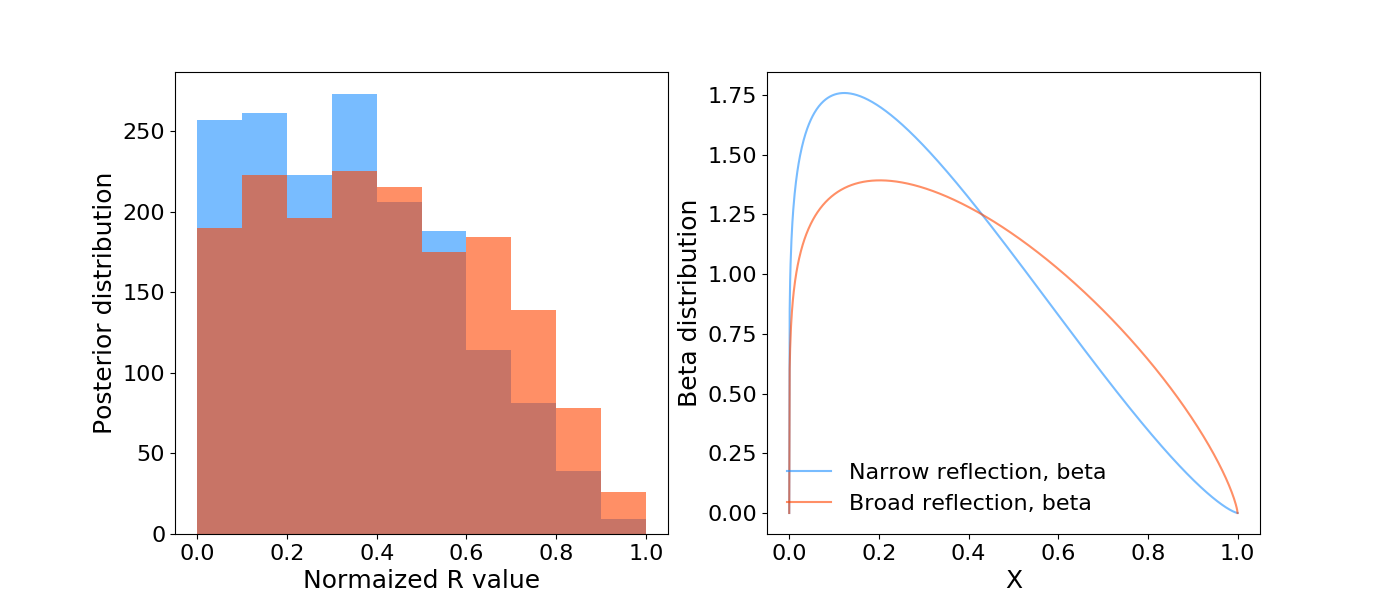 Posterior distribution
250
200
150
100
50
0
0.0 0.2 0.4 0.6 0.8 1.0
Normaized R value
Beta distribution
1.75
1.50
1.25
1.00
0.75
0.50
0.25
0.00
Narrow reflection, beta
Broad reflection, beta
0.0 0.2 0.4 0.6 0.8 1.0
X